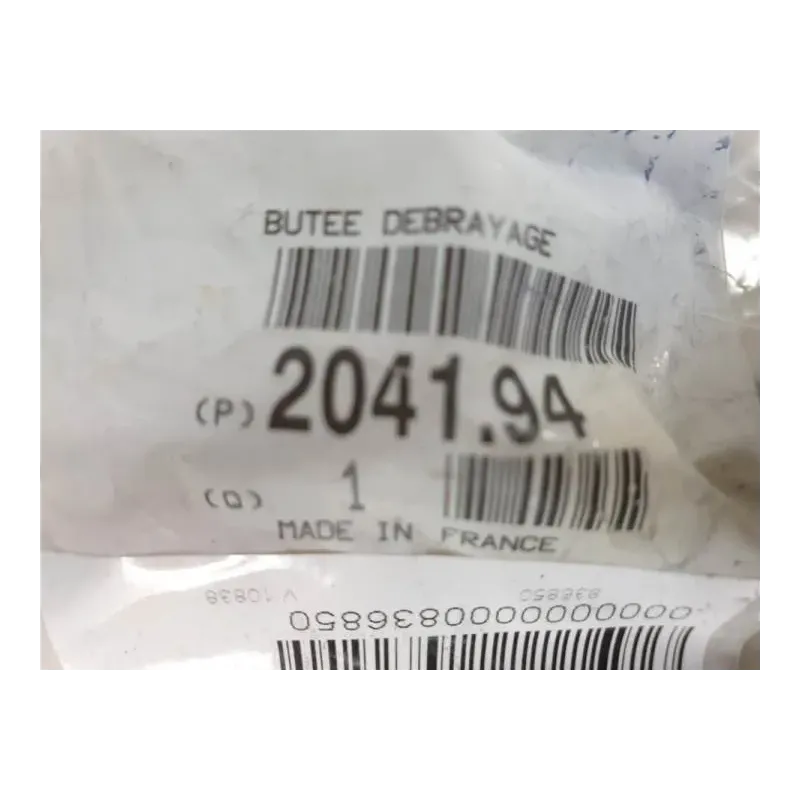 BUTEE DEBRAYAGE
(P) 2041.94
(Q) 1
MADE IN FRANCE
V 10838 836850
0000000000836850